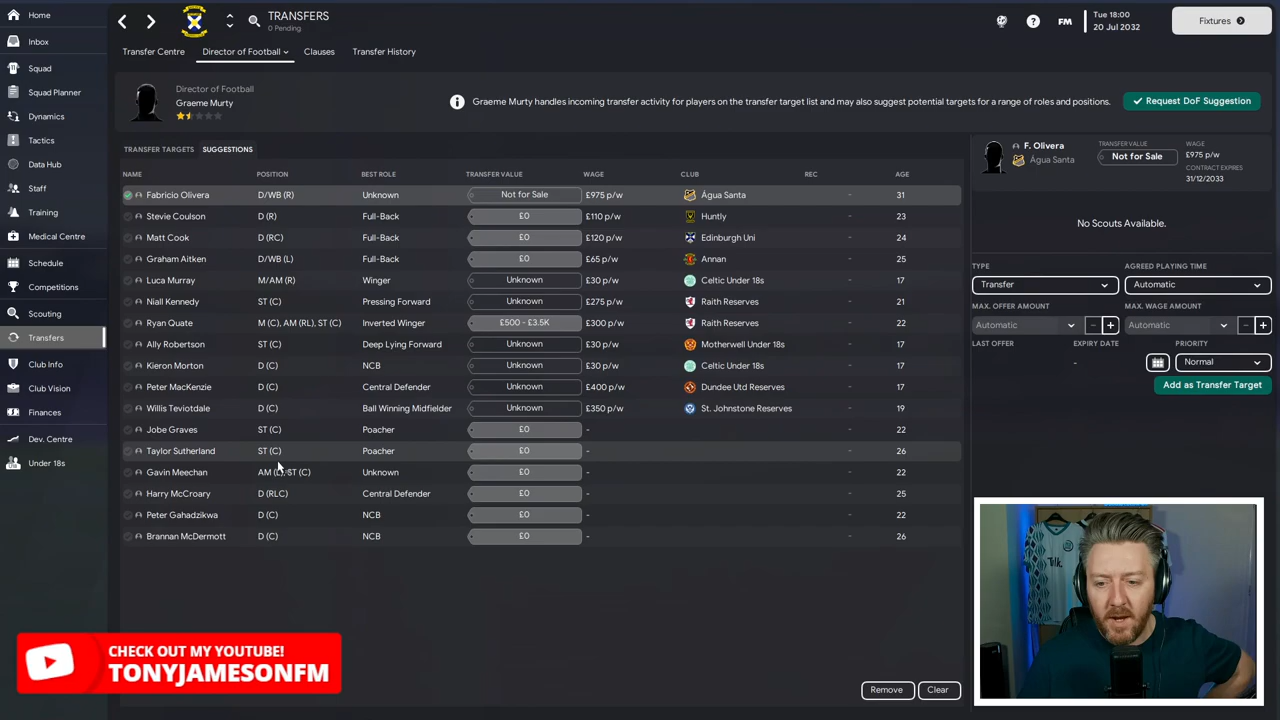 Home
Inbox
Squad
Squad Planner
Dynamics
Tactics
Data Hub
Staff
Training
Medical Centre
Schedule
Competitions
Scouting
Transfers
Club Info
Club Vision
Finances
Dev. Centre
Under 18s
TRANSFERS
0 Pending
FM
Tue 18:00
20 Jul 2032
Fixtures
Transfer Centre Director of Football Clauses Transfer History
Director of Football
Graeme Murty
Graeme Murty handles incoming transfer activity for players on the transfer target list and may also suggest potential targets for a range of roles and positions.
Request DoF Suggestion
TRANSFER TARGETS SUGGESTIONS
NAME POSITION BEST ROLE TRANSFER VALUE WAGE CLUB REC AGE
Fabricio Olivera D/WB (R) Unknown Not for Sale £975 p/w Água Santa - 31
Stevie Coulson D (R) Full-Back £0 £110 p/w Huntly - 23
Matt Cook D (RC) Full-Back £0 £120 p/w Edinburgh Uni - 24
Graham Aitken D/WB (L) Full-Back £0 £65 p/w Annan - 25
Luca Murray M/AM (R) Winger Unknown £30 p/w Celtic Under 18s - 17
Niall Kennedy ST (C) Pressing Forward Unknown £275 p/w Raith Reserves - 21
Ryan Quate M (C), AM (RL), ST (C) Inverted Winger £500 - £3.5K £300 p/w Raith Reserves - 22
Ally Robertson ST (C) Deep Lying Forward Unknown £30 p/w Motherwell Under 18s - 17
Kieron Morton D (C) NCB Unknown £30 p/w Celtic Under 18s - 17
Peter MacKenzie D (C) Central Defender Unknown £400 p/w Dundee Utd Reserves - 17
Willis Teviotdale D (C) Ball Winning Midfielder Unknown £350 p/w St. Johnstone Reserves - 19
Jobe Graves ST (C) Poacher £0 - - 22
Taylor Sutherland ST (C) Poacher £0 - - 26
Gavin Meechan AM (L), ST (C) Unknown £0 - - 22
Harry McCroary D (RLC) Central Defender £0 - - 25
Peter Gahadzikwa D (C) NCB £0 - - 22
Brannan McDermott D (C) NCB £0 - - 26
Remove Clear
F. Olivera
Água Santa
TRANSFER VALUE
Not for Sale
WAGE
£975 p/w
CONTRACT EXPIRES
31/12/2033
No Scouts Available.
TYPE AGREED PLAYING TIME
Transfer Automatic
MAX. OFFER AMOUNT MAX. WAGE AMOUNT
Automatic - + Automatic - +
LAST OFFER EXPIRY DATE PRIORITY
- Normal
Add as Transfer Target
Talk.
CHECK OUT MY YOUTUBE!
TONYJAMESONFM